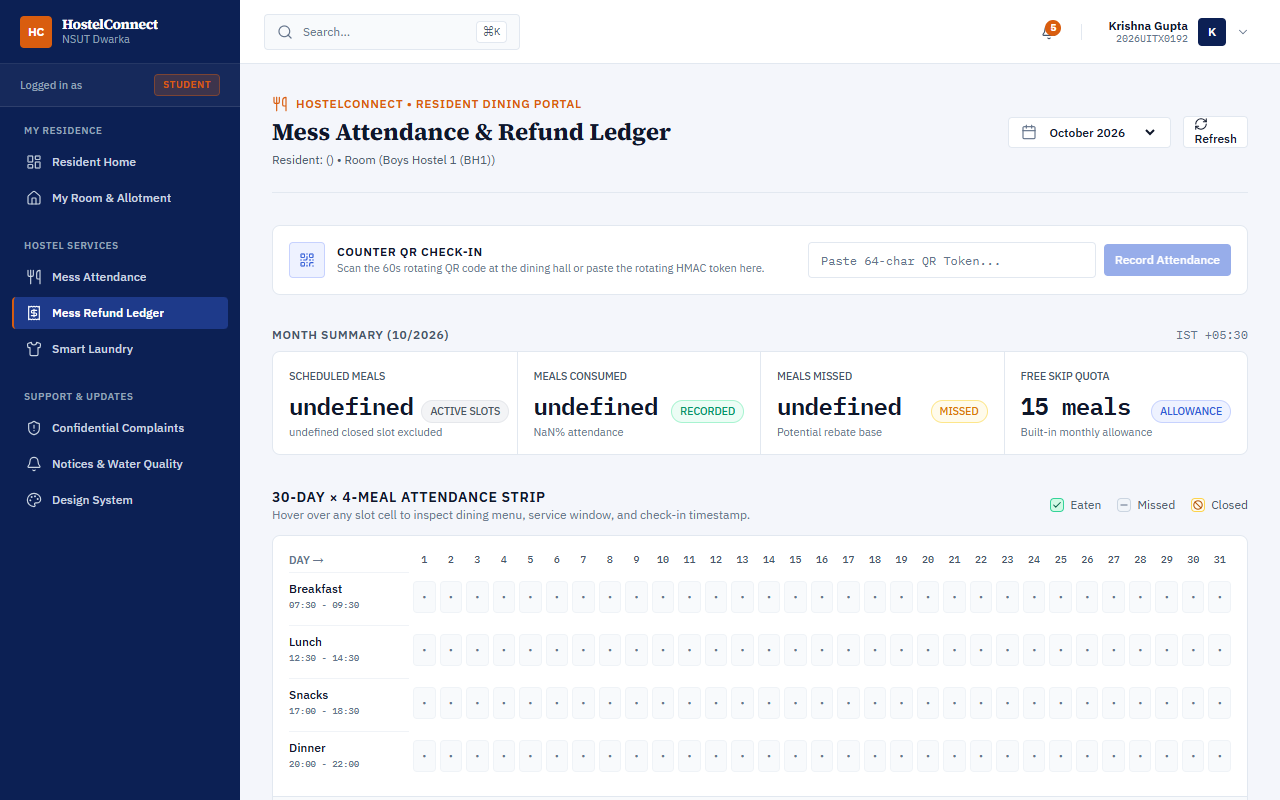 HC
HostelConnect
NSUT Dwarka
Logged in as
STUDENT
MY RESIDENCE
Resident Home
My Room & Allotment
HOSTEL SERVICES
Mess Attendance
Mess Refund Ledger
Smart Laundry
SUPPORT & UPDATES
Confidential Complaints
Notices & Water Quality
Design System
Search...
⌘K
5
Krishna Gupta
2026UITX0192
K
HOSTELCONNECT • RESIDENT DINING PORTAL
Mess Attendance & Refund Ledger
Resident: () • Room (Boys Hostel 1 (BH1))
October 2026
Refresh
COUNTER QR CHECK-IN
Scan the 60s rotating QR code at the dining hall or paste the rotating HMAC token here.
Paste 64-char QR Token...
Record Attendance
MONTH SUMMARY (10/2026)
IST +05:30
SCHEDULED MEALS
undefined
ACTIVE SLOTS
undefined closed slot excluded
MEALS CONSUMED
undefined
RECORDED
NaN% attendance
MEALS MISSED
undefined
MISSED
Potential rebate base
FREE SKIP QUOTA
15 meals
ALLOWANCE
Built-in monthly allowance
30-DAY × 4-MEAL ATTENDANCE STRIP
Hover over any slot cell to inspect dining menu, service window, and check-in timestamp.
Eaten
Missed
Closed
DAY → 1 2 3 4 5 6 7 8 9 10 11 12 13 14 15 16 17 18 19 20 21 22 23 24 25 26 27 28 29 30 31
Breakfast
07:30 - 09:30
Lunch
12:30 - 14:30
Snacks
17:00 - 18:30
Dinner
20:00 - 22:00